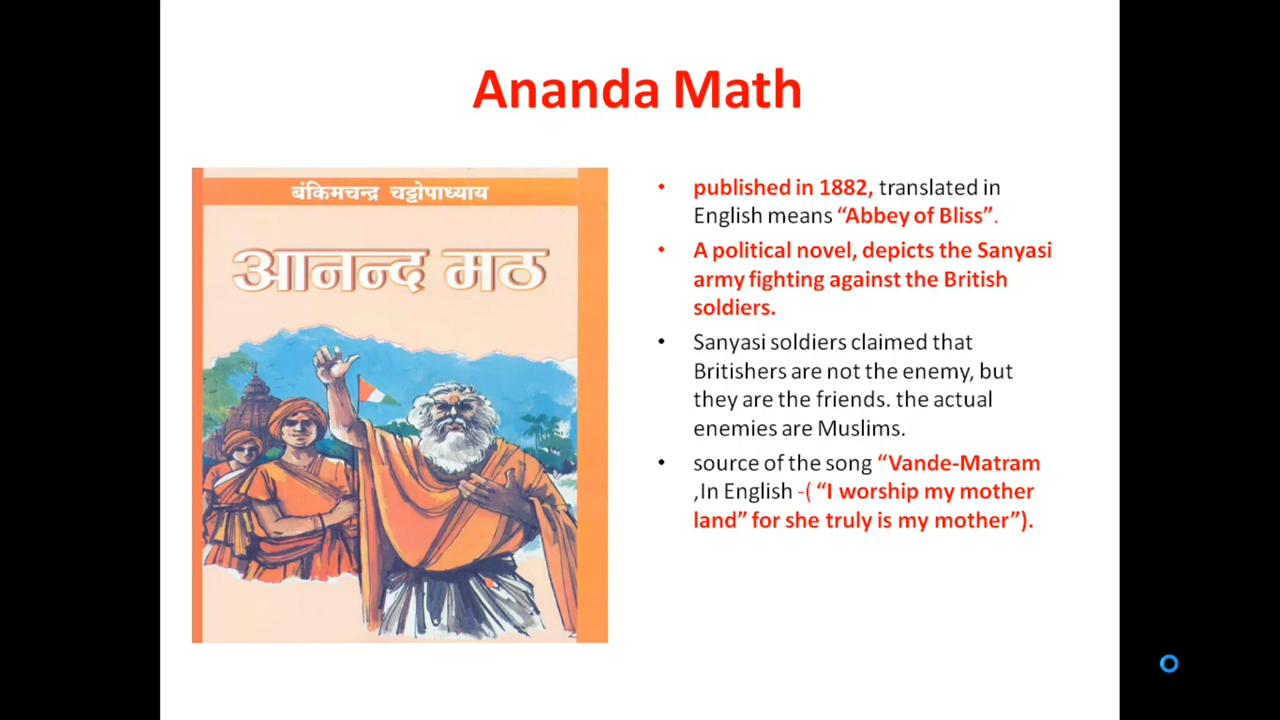 Ananda Math
बंकिमचन्द्र चट्टोपाध्याय
आनन्द मठ
• published in 1882, translated in
English means “Abbey of Bliss”.
• A political novel, depicts the Sanyasi
army fighting against the British
soldiers.
• Sanyasi soldiers claimed that
Britishers are not the enemy, but
they are the friends. the actual
enemies are Muslims.
• source of the song “Vande-Matram
,In English -( “I worship my mother
land” for she truly is my mother”).